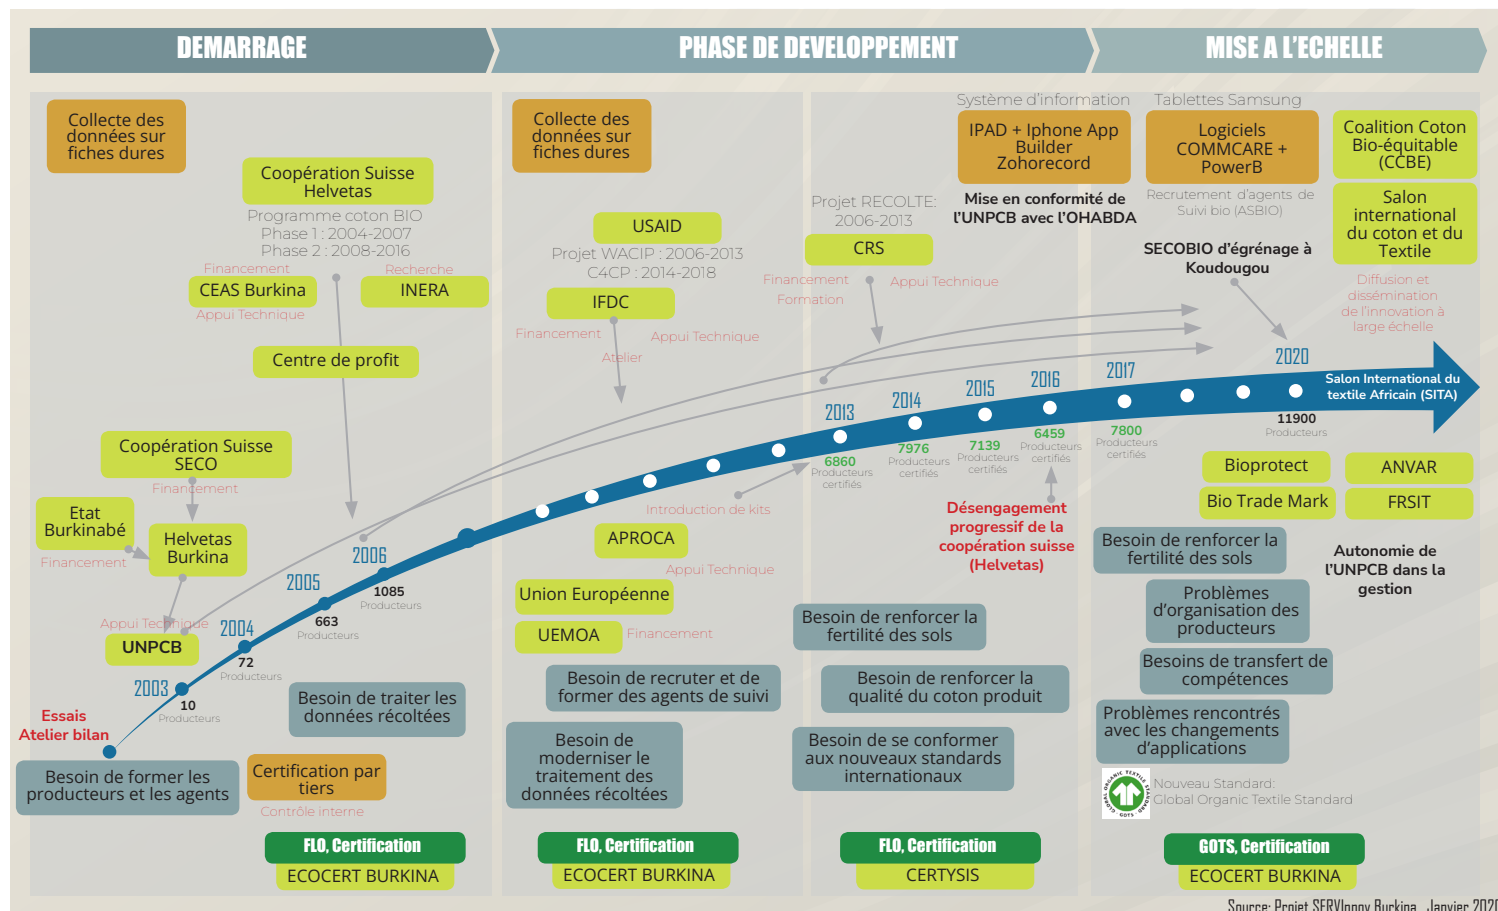 DEMARRAGE
PHASE DE DEVELOPPEMENT
MISE A L'ECHELLE
Collecte des
données sur
fiches dures
Coopération Suisse
Helvetas
Programme coton BIO
Phase 1 : 2004-2007
Phase 2 : 2008-2016
Financement
CEAS Burkina
Appui Technique
Recherche
INERA
Centre de profit
Coopération Suisse
SECO
Financement
Etat
Burkinabé
Financement
Helvetas
Burkina
Appui Technique
UNPCB
2003
10
Producteurs
2004
72
Producteurs
2005
663
Producteurs
2006
1085
Producteurs
Essais
Atelier bilan
Besoin de former les
producteurs et les agents
Besoin de traiter les
données récoltées
Certification par
tiers
Contrôle interne
FLO, Certification
ECOCERT BURKINA
Collecte des
données sur
fiches dures
USAID
Projet WACIP : 2006-2013
C4CP : 2014-2018
IFDC
Financement
Appui Technique
Atelier
Introduction de kits
APROCA
Appui Technique
Union Européenne
UEMOA
Financement
Besoin de recruter et de
former des agents de suivi
Besoin de
moderniser le
traitement des
données récoltées
FLO, Certification
ECOCERT BURKINA
Système d'information
IPAD + Iphone App
Builder
Zohorecord
Mise en conformité de
l'UNPCB avec l'OHABDA
Projet RECOLTE:
2006-2013
CRS
Financement
Formation
Appui Technique
2013
6860
Producteurs
certifiés
2014
7976
Producteurs
certifiés
2015
7139
Producteurs
certifiés
2016
6459
Producteurs
certifiés
Désengagement
progressif de la
coopération suisse
(Helvetas)
Besoin de renforcer la
fertilité des sols
Besoin de renforcer la
qualité du coton produit
Besoin de se conformer
aux nouveaux standards
internationaux
FLO, Certification
CERTYSIS
Tablettes Samsung
Logiciels
COMMCARE +
PowerB
Recrutement d'agents de
Suivi bio (ASBIO)
SECOBIO d'égrénage à
Koudougou
Coalition Coton
Bio-équitable
(CCBE)
Salon
international
du coton et du
Textile
Diffusion et
dissémination
de l'innovation à
large échelle
2017
7800
Producteurs
certifiés
2020
11900
Producteurs
Salon International du
textile Africain (SITA)
Bioprotect
ANVAR
Bio Trade Mark
FRSIT
Besoin de renforcer la
fertilité des sols
Autonomie de
l'UNPCB dans la
gestion
Problèmes
d'organisation des
producteurs
Besoins de transfert de
compétences
Problèmes rencontrés
avec les changements
d'applications
GLOBAL ORGANIC TEXTILE STANDARD
· GOTS ·
Nouveau Standard:
Global Organic Textile Standard
GOTS, Certification
ECOCERT BURKINA
Source: Projet SERVInnov Burkina, Janvier 2020